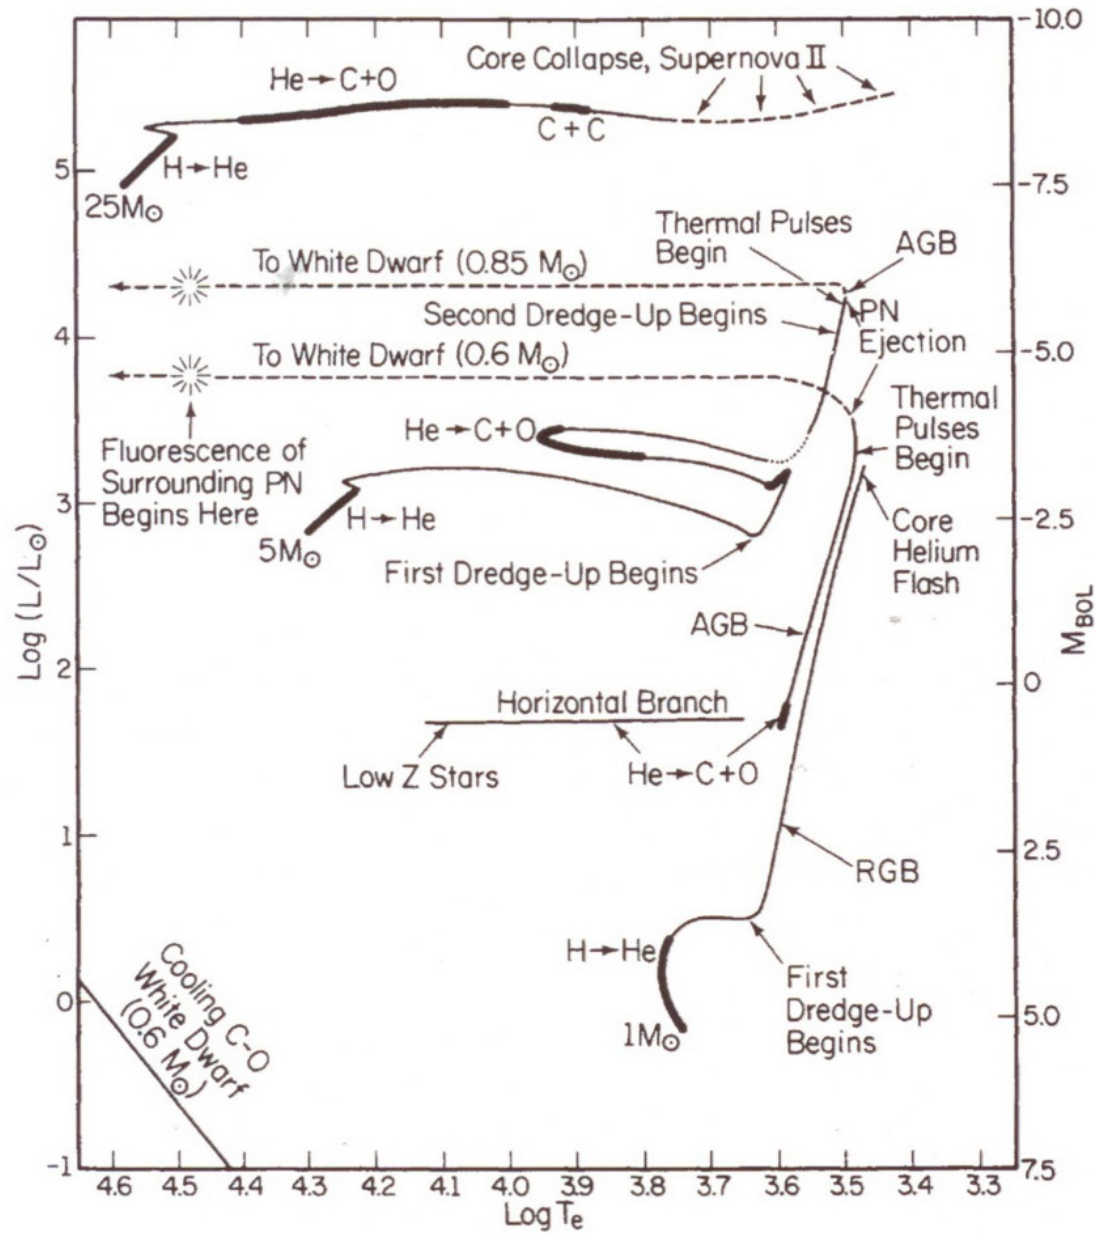 -10.0
Core Collapse, Supernova II
He→C+O
C+C
H→He
5
-7.5
25M⊙
Thermal Pulses
Begin
AGB
To White Dwarf (0.85 M⊙)
Second Dredge-Up Begins
PN
Ejection
4
-5.0
To White Dwarf (0.6 M⊙)
Thermal
Pulses
Begin
He→C+O
Fluorescence of
Surrounding PN
Begins Here
3
H→He
-2.5
5M⊙
First Dredge-Up Begins
Core
Helium
Flash
Log (L/L⊙)
M_BOL
AGB
2
0
Horizontal Branch
Low Z Stars
He→C+O
1
2.5
RGB
H→He
Cooling C-O
White Dwarf
(0.6 M⊙)
First
Dredge-Up
Begins
0
5.0
1M⊙
-1
7.5
4.6 4.5 4.4 4.3 4.2 4.1 4.0 3.9 3.8 3.7 3.6 3.5 3.4 3.3
Log Te